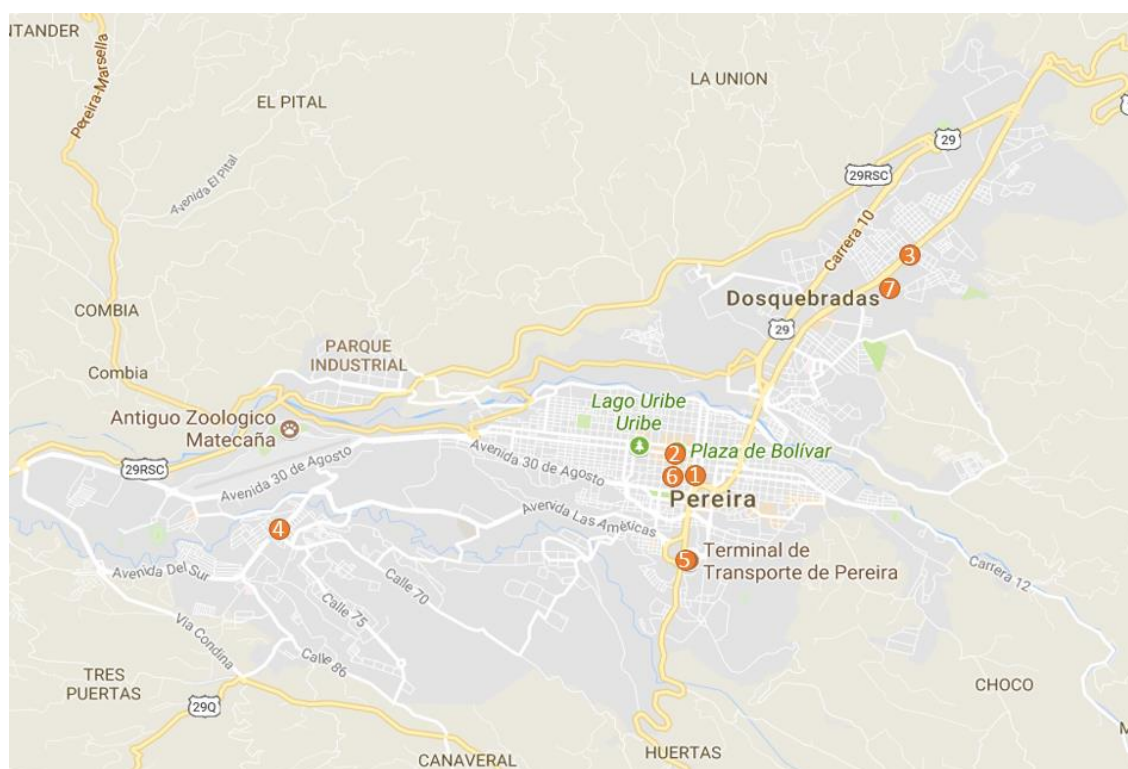 NTANDER
Pereira-Marsella
EL PITAL
LA UNION
Avenida El Pital
29
29RSC
Carrera 10
3
7
Dosquebradas
29
COMBIA
PARQUE
INDUSTRIAL
Combia
Antiguo Zoologico
Matecaña
Lago Uribe
Uribe
2
Plaza de Bolívar
29RSC
Avenida 30 de Agosto
Avenida 30 de Agosto
6
1
Pereira
4
Avenida Las Américas
5
Terminal de
Transporte de Pereira
Carrera 12
Avenida Del Sur
Calle 70
Calle 75
Via Condina
Calle 86
TRES
PUERTAS
29Q
CHOCO
M
CANAVERAL
HUERTAS